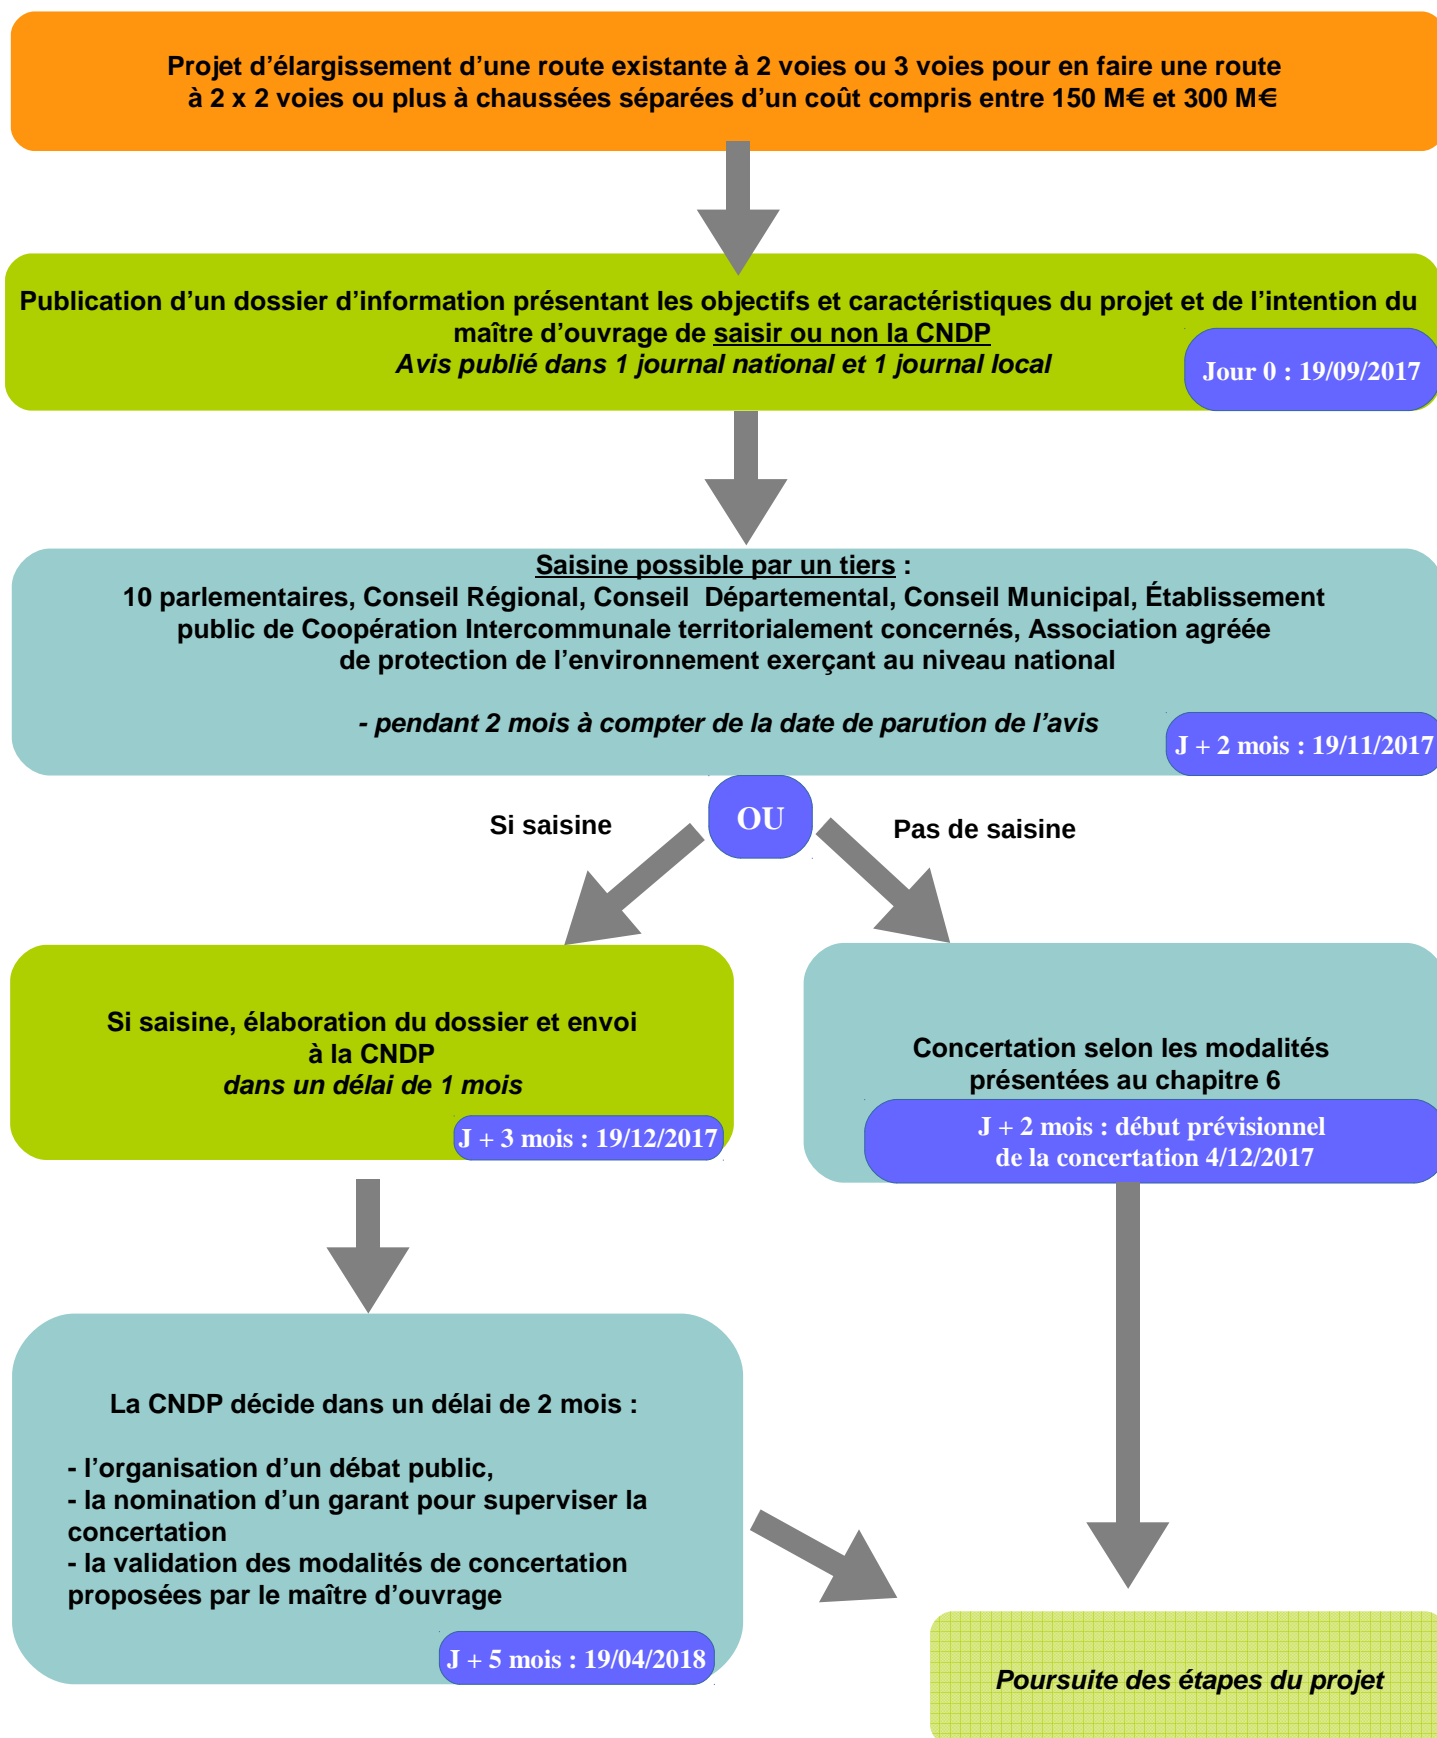 Projet d'élargissement d'une route existante à 2 voies ou 3 voies pour en faire une route
à 2 x 2 voies ou plus à chaussées séparées d'un coût compris entre 150 M€ et 300 M€
Publication d'un dossier d'information présentant les objectifs et caractéristiques du projet et de l'intention du
maître d'ouvrage de saisir ou non la CNDP
Avis publié dans 1 journal national et 1 journal local
Jour 0 : 19/09/2017
Saisine possible par un tiers :
10 parlementaires, Conseil Régional, Conseil Départemental, Conseil Municipal, Établissement
public de Coopération Intercommunale territorialement concernés, Association agréée
de protection de l'environnement exerçant au niveau national
- pendant 2 mois à compter de la date de parution de l'avis
J + 2 mois : 19/11/2017
Si saisine
OU
Pas de saisine
Si saisine, élaboration du dossier et envoi
à la CNDP
dans un délai de 1 mois
J + 3 mois : 19/12/2017
Concertation selon les modalités
présentées au chapitre 6
J + 2 mois : début prévisionnel
de la concertation 4/12/2017
La CNDP décide dans un délai de 2 mois :
- l'organisation d'un débat public,
- la nomination d'un garant pour superviser la
concertation
- la validation des modalités de concertation
proposées par le maître d'ouvrage
J + 5 mois : 19/04/2018
Poursuite des étapes du projet